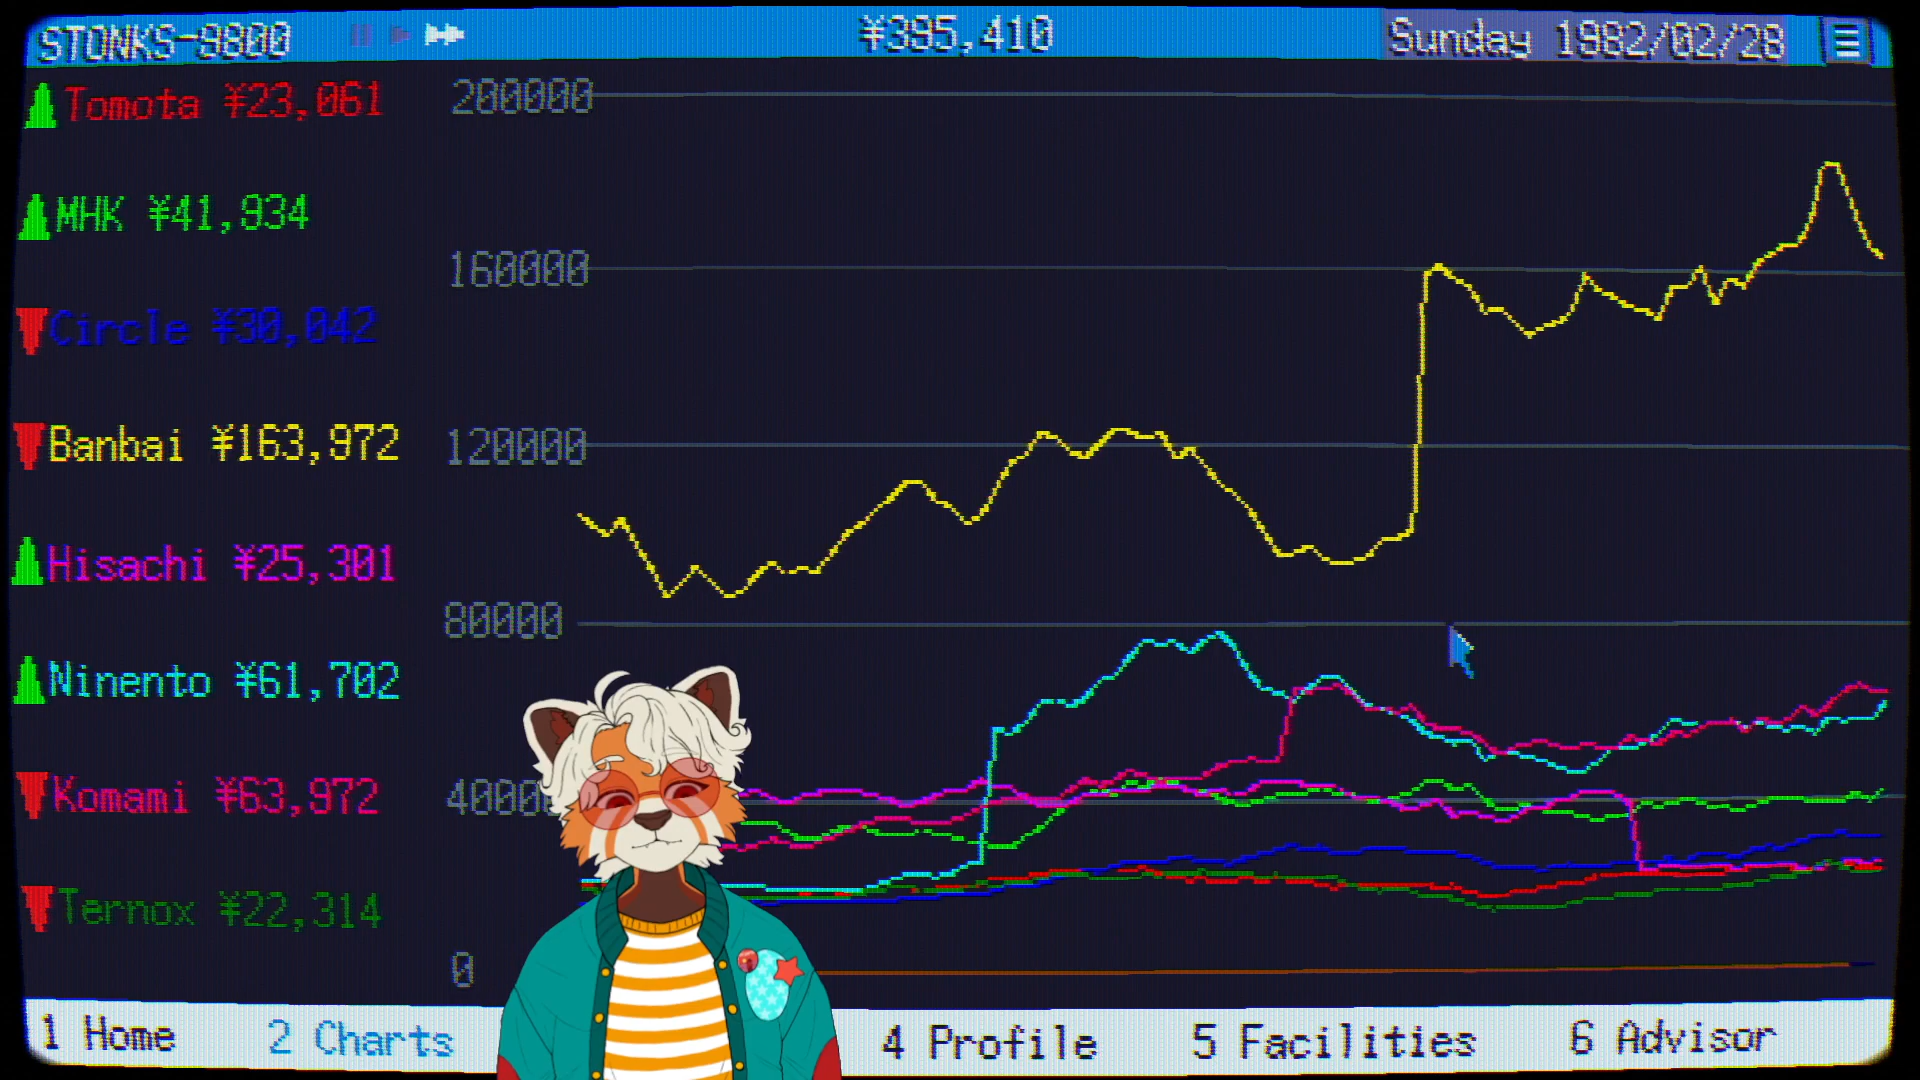 STONKS-9800
¥395,410
Sunday 1982/02/28
Tomota ¥23,061
MHK ¥41,934
Circle ¥30,042
Banbai ¥163,972
Hisachi ¥25,301
Ninento ¥61,702
Komami ¥63,972
Ternox ¥22,314
200000
160000
120000
80000
40000
0
1 Home
2 Charts
4 Profile
5 Facilities
6 Advisor